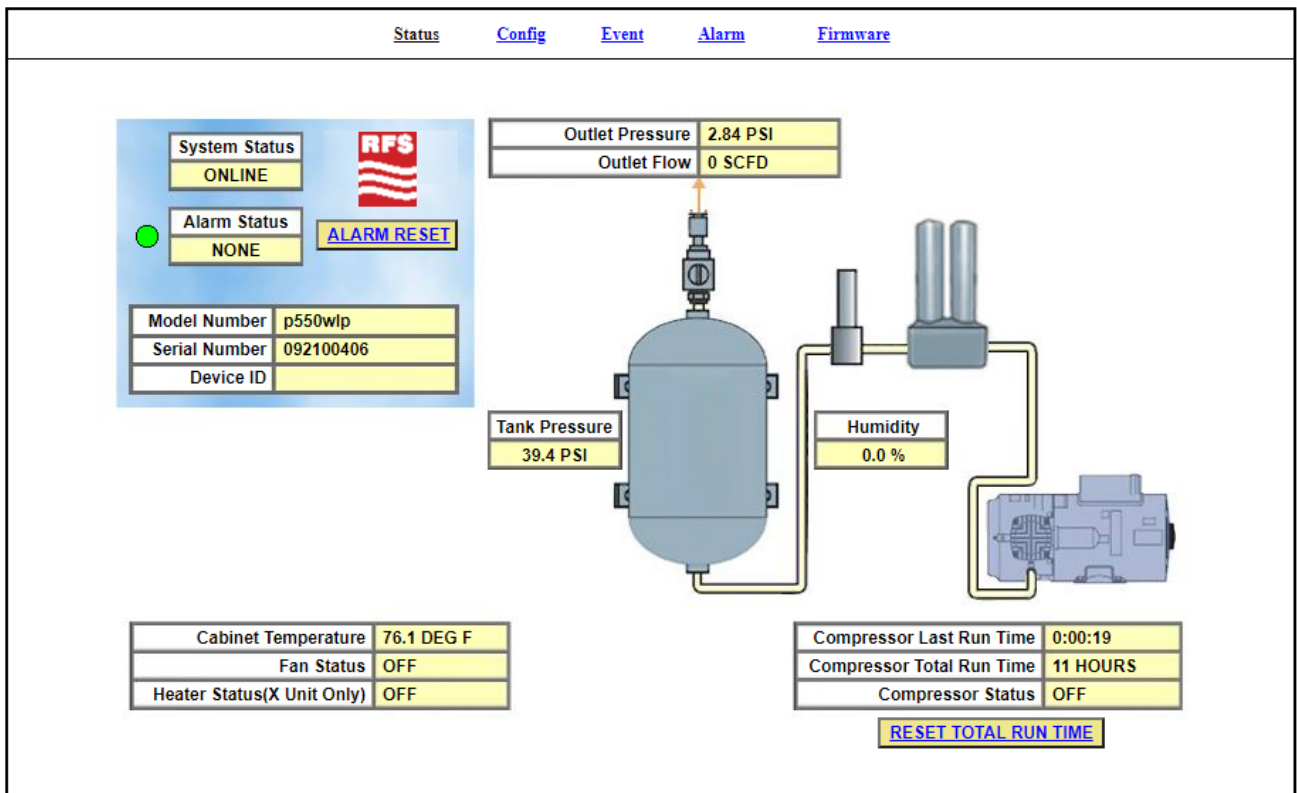 Status Config Event Alarm Firmware
System Status
ONLINE
RFS
Alarm Status
NONE
ALARM RESET
Model Number p550wlp
Serial Number 092100406
Device ID
Outlet Pressure 2.84 PSI
Outlet Flow 0 SCFD
Tank Pressure
39.4 PSI
Humidity
0.0 %
Cabinet Temperature 76.1 DEG F
Fan Status OFF
Heater Status(X Unit Only) OFF
Compressor Last Run Time 0:00:19
Compressor Total Run Time 11 HOURS
Compressor Status OFF
RESET TOTAL RUN TIME